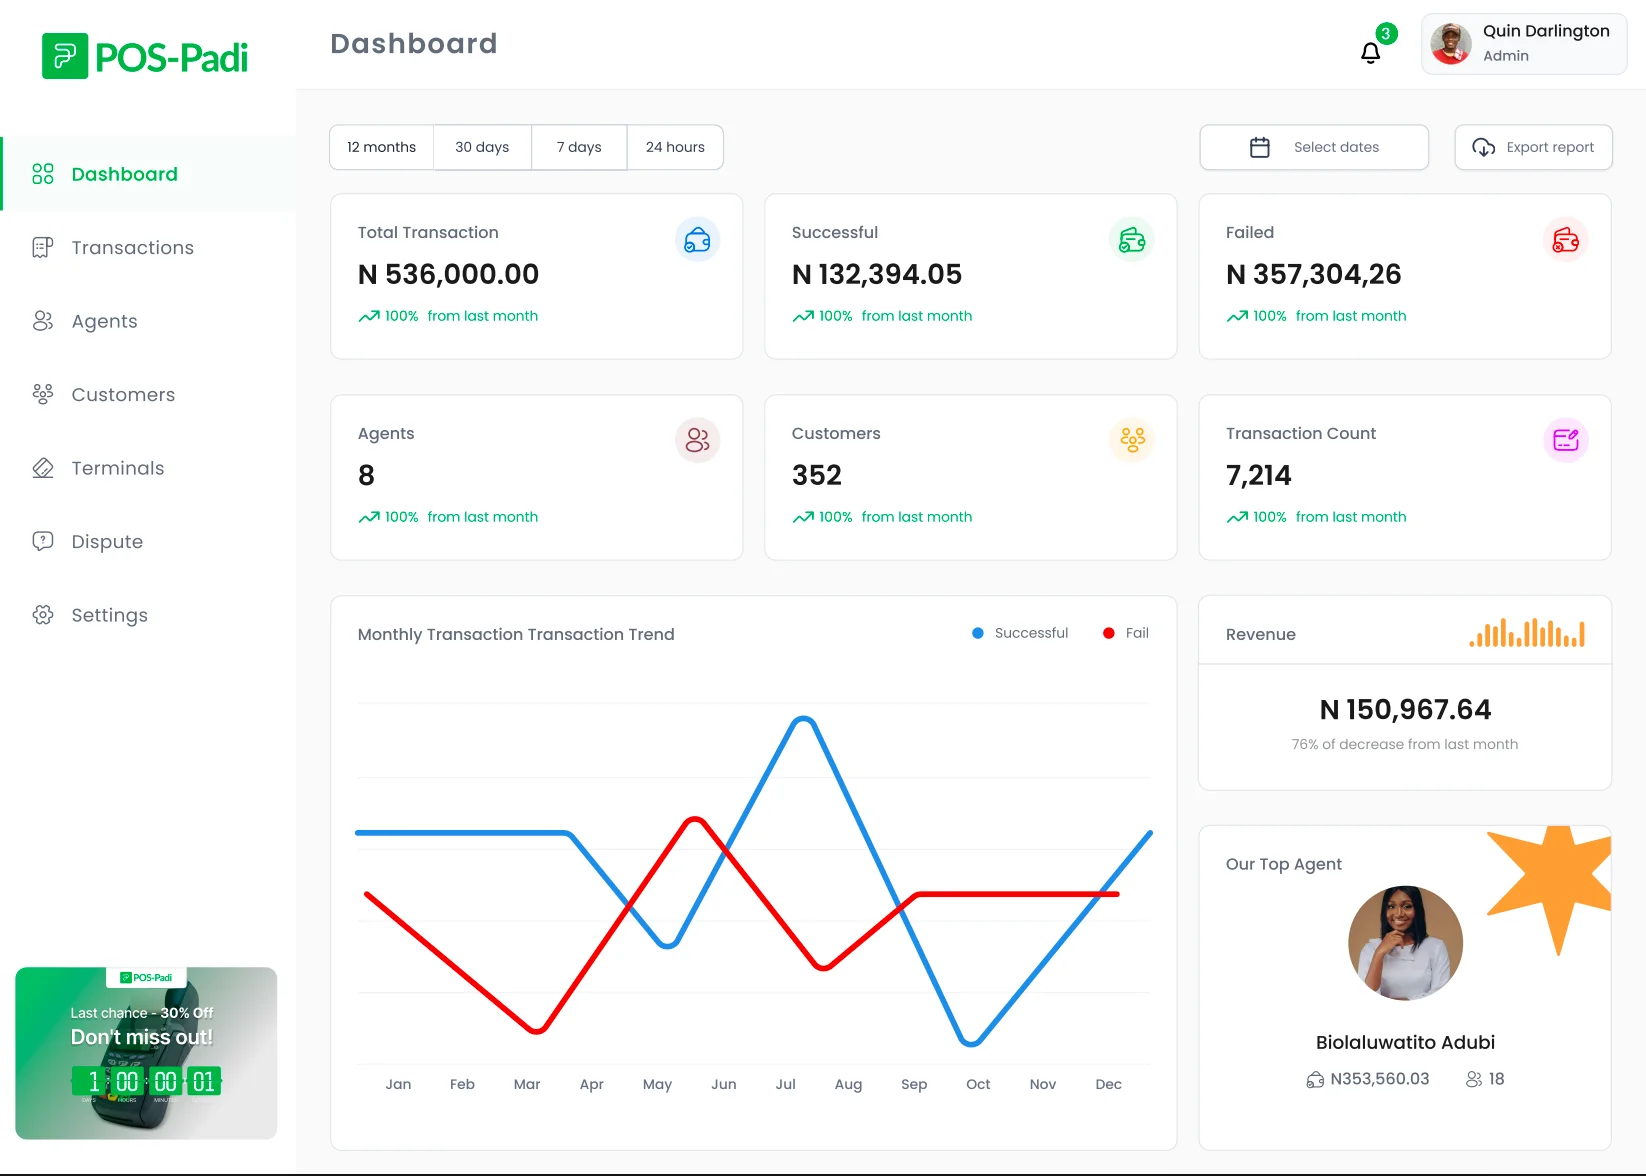 POS-Padi
Dashboard
3
Quin Darlington
Admin
Dashboard
Transactions
Agents
Customers
Terminals
Dispute
Settings
12 months
30 days
7 days
24 hours
Select dates
Export report
Total Transaction
N 536,000.00
100% from last month
Successful
N 132,394.05
100% from last month
Failed
N 357,304,26
100% from last month
Agents
8
100% from last month
Customers
352
100% from last month
Transaction Count
7,214
100% from last month
Monthly Transaction Transaction Trend
Successful
Fail
Jan Feb Mar Apr May Jun Jul Aug Sep Oct Nov Dec
Revenue
N 150,967.64
76% of decrease from last month
Our Top Agent
Biolaluwatito Adubi
N353,560.03
18
POS-Padi
Last chance - 30% Off
Don't miss out!
1 : 00 : 00 : 01
DAYS HOURS